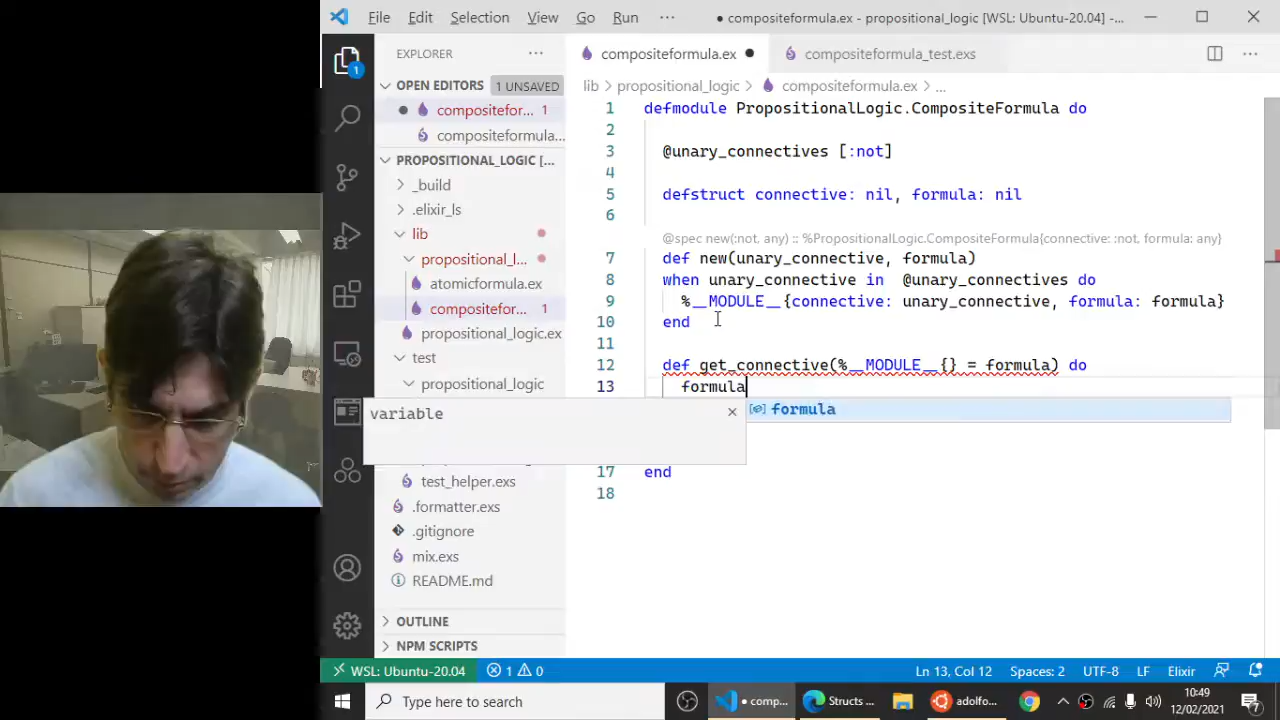 File Edit Selection View Go Run ··· ● compositeformula.ex - propositional_logic [WSL: Ubuntu-20.04] -...
EXPLORER ···
compositeformula.ex ●
compositeformula_test.exs ···
OPEN EDITORS 1 UNSAVED
● compositefor... 1
compositeformula...
PROPOSITIONAL_LOGIC [...
_build
.elixir_ls
lib
propositional_l...
atomicformula.ex
compositefor... 1
propositional_logic.ex
test
propositional_logic
test_helper.exs
.formatter.exs
.gitignore
mix.exs
README.md
OUTLINE
NPM SCRIPTS
1
lib > propositional_logic > compositeformula.ex > ...
1 defmodule PropositionalLogic.CompositeFormula do
2
3 @unary_connectives [:not]
4
5 defstruct connective: nil, formula: nil
6
@spec new(:not, any) :: %PropositionalLogic.CompositeFormula{connective: :not, formula: any}
7 def new(unary_connective, formula)
8 when unary_connective in  @unary_connectives do
9 %__MODULE__{connective: unary_connective, formula: formula}
10 end
11
12 def get_connective(%__MODULE__{} = formula) do
13 formula
variable ×
formula
17 end
18
WSL: Ubuntu-20.04 1 0 Ln 13, Col 12 Spaces: 2 UTF-8 LF Elixir
Type here to search
● comp...
Structs ...
adolfo...
10:49
12/02/2021
7